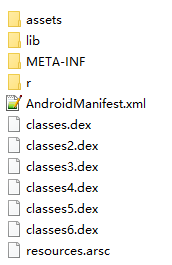 assets
lib
META-INF
r
AndroidManifest.xml
classes.dex
classes2.dex
classes3.dex
classes4.dex
classes5.dex
classes6.dex
resources.arsc